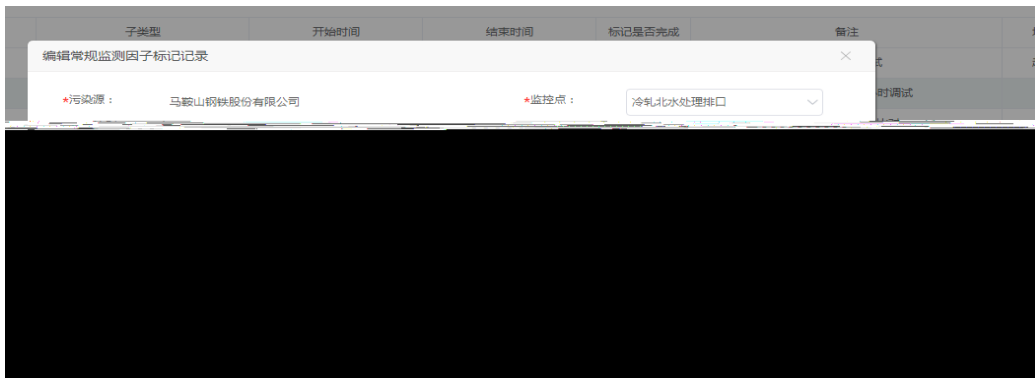 子类型 开始时间 结束时间 标记是否完成 备注
编辑常规监测因子标记记录
*污染源： 马鞍山钢铁股份有限公司 *监控点： 冷轧北水处理排口
时调试